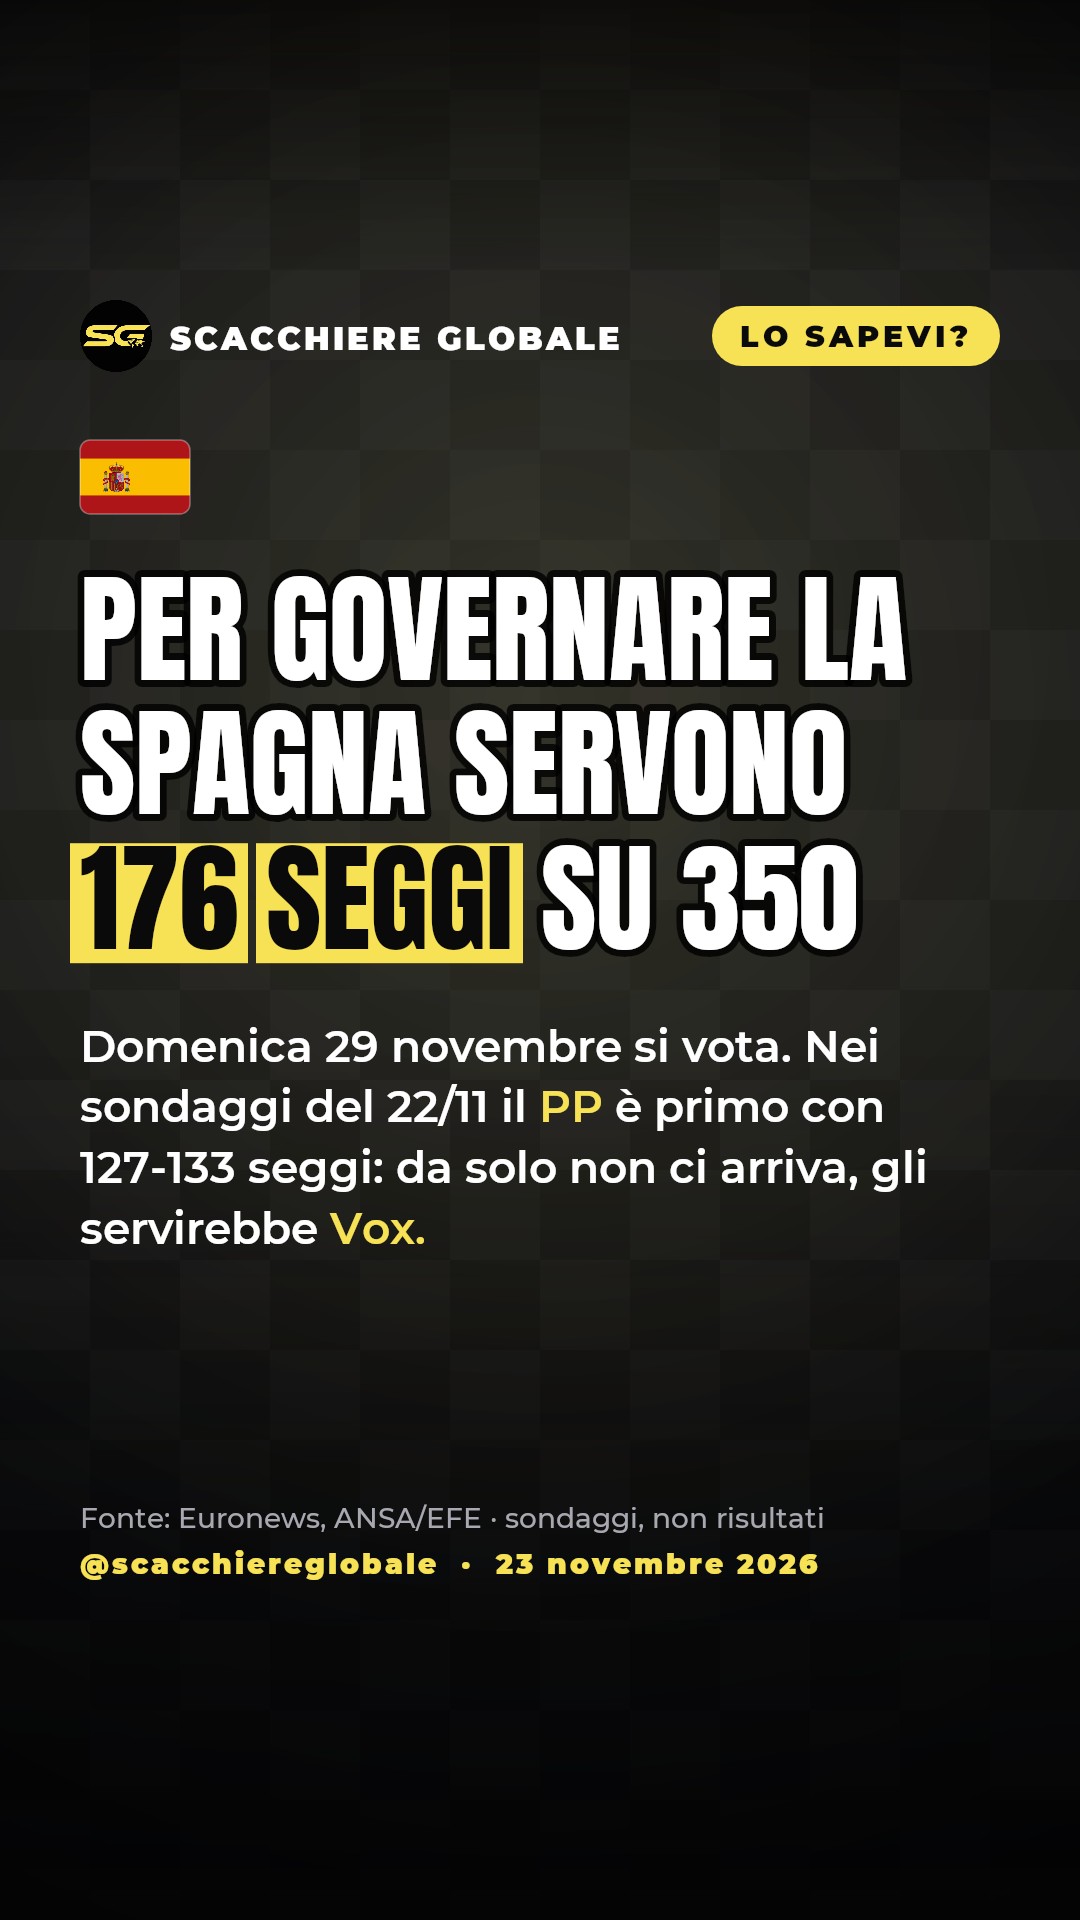 SG
SCACCHIERE GLOBALE
LO SAPEVI?
PER GOVERNARE LA
SPAGNA SERVONO
176 SEGGI SU 350
Domenica 29 novembre si vota. Nei
sondaggi del 22/11 il PP è primo con
127-133 seggi: da solo non ci arriva, gli
servirebbe Vox.
Fonte: Euronews, ANSA/EFE · sondaggi, non risultati
@scacchiereglobale · 23 novembre 2026